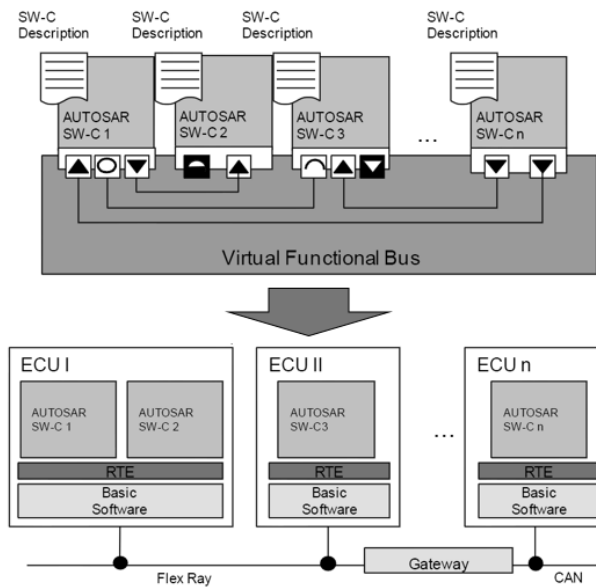 SW-C
Description
SW-C
Description
SW-C
Description
SW-C
Description
AUTOSAR
SW-C 1
AUTOSAR
SW-C 2
AUTOSAR
SW-C 3
...
AUTOSAR
SW-C n
Virtual Functional Bus
ECU I
ECU II
ECU n
AUTOSAR
SW-C 1
AUTOSAR
SW-C 2
AUTOSAR
SW-C3
...
AUTOSAR
SW-C n
RTE
RTE
RTE
Basic
Software
Basic
Software
Basic
Software
Gateway
Flex Ray
CAN